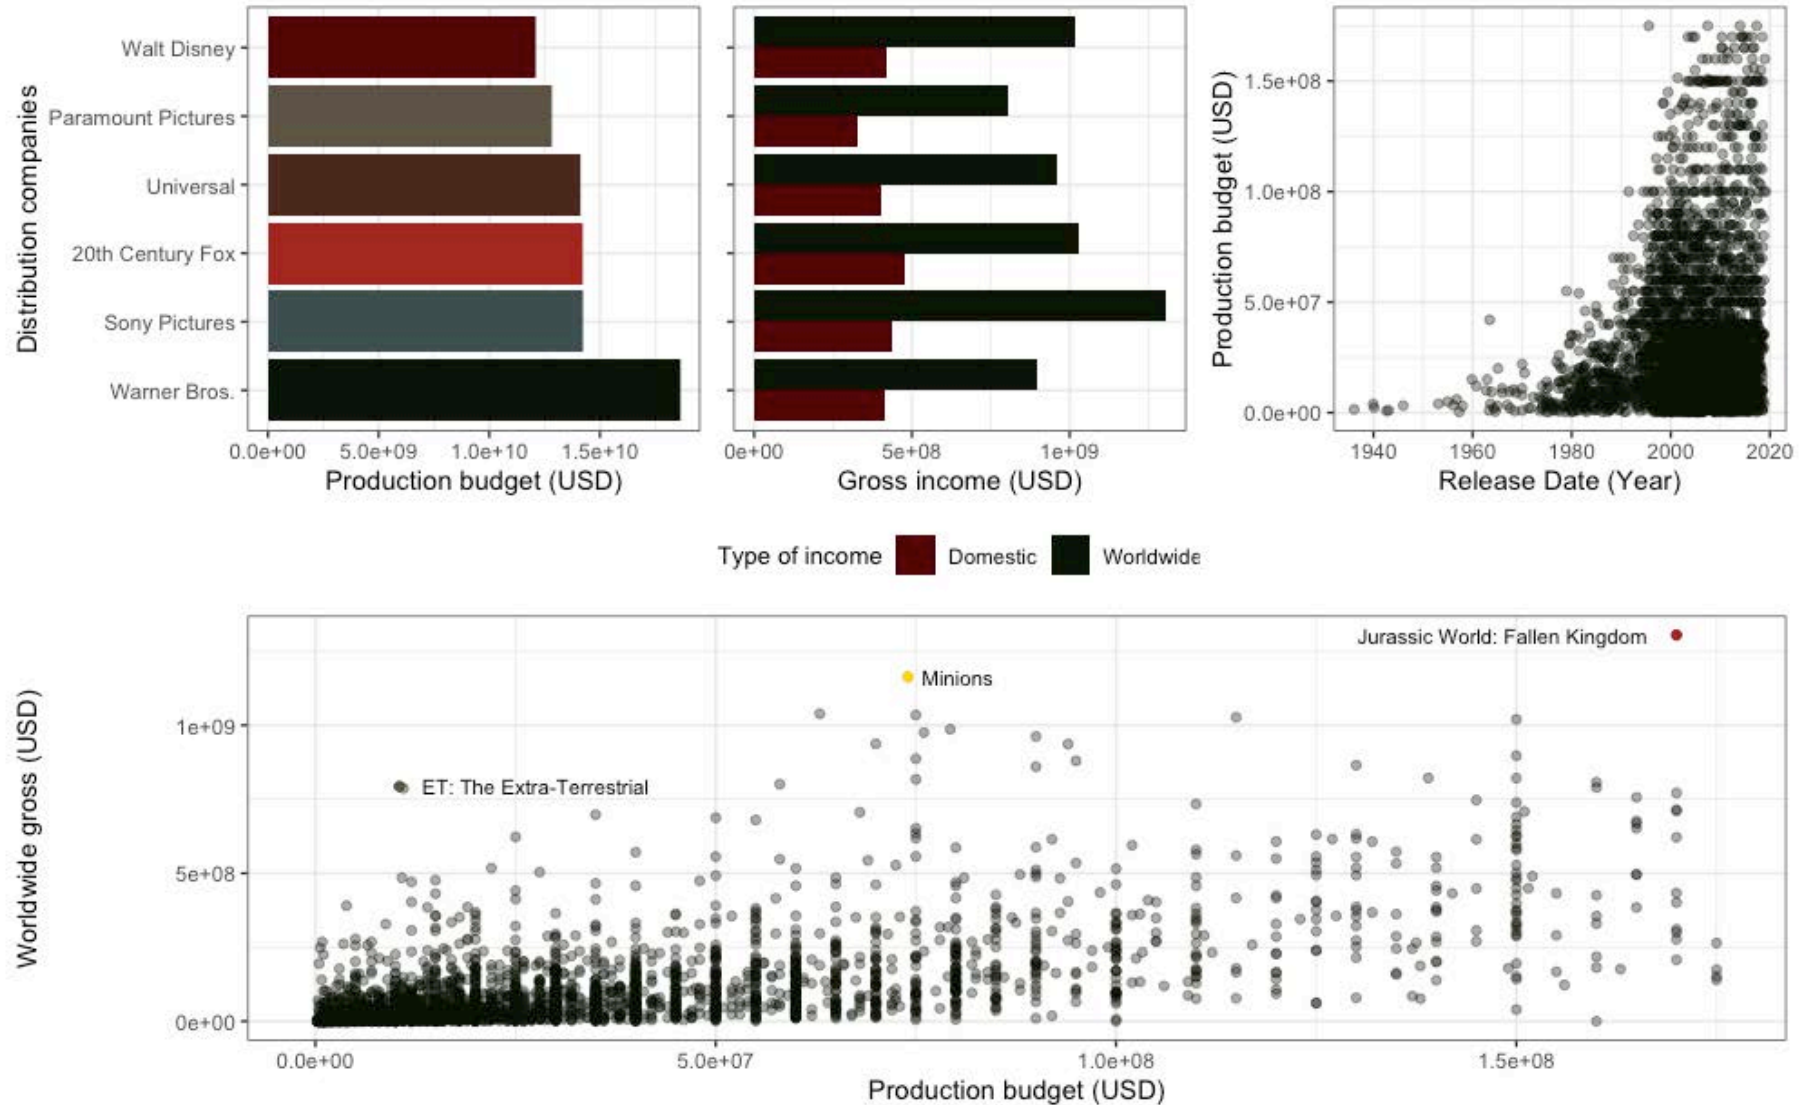 Distribution companies
Walt Disney
Paramount Pictures
Universal
20th Century Fox
Sony Pictures
Warner Bros.
0.0e+00 5.0e+09 1.0e+10 1.5e+10
Production budget (USD)
0e+00 5e+08 1e+09
Gross income (USD)
Production budget (USD)
1.5e+08
1.0e+08
5.0e+07
0.0e+00
1940 1960 1980 2000 2020
Release Date (Year)
Type of income Domestic Worldwide
Worldwide gross (USD)
1e+09
5e+08
0e+00
Jurassic World: Fallen Kingdom
Minions
ET: The Extra-Terrestrial
0.0e+00 5.0e+07 1.0e+08 1.5e+08
Production budget (USD)